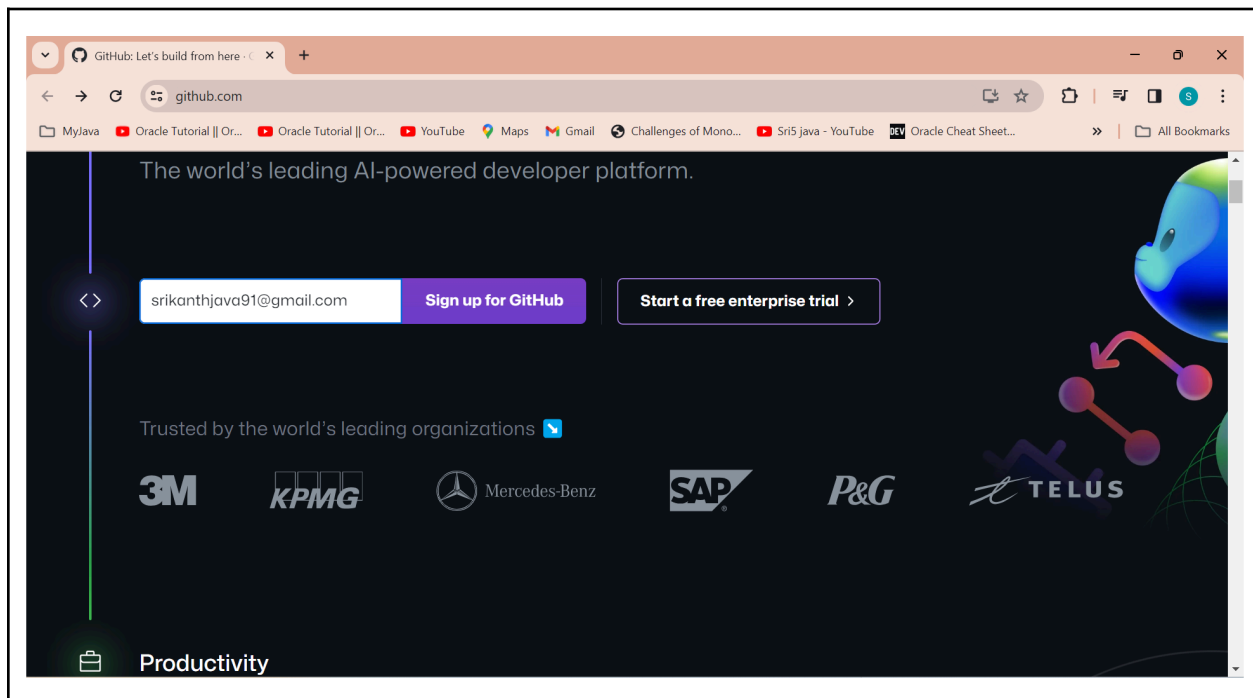 GitHub: Let's build from here · G
github.com
MyJava Oracle Tutorial || Or... Oracle Tutorial || Or... YouTube Maps Gmail Challenges of Mono... Sri5 java - YouTube DEV Oracle Cheat Sheet... » All Bookmarks
S
The world's leading AI-powered developer platform.
<> srikanthjava91@gmail.com Sign up for GitHub Start a free enterprise trial >
Trusted by the world's leading organizations
3M KPMG Mercedes-Benz SAP P&G TELUS
Productivity